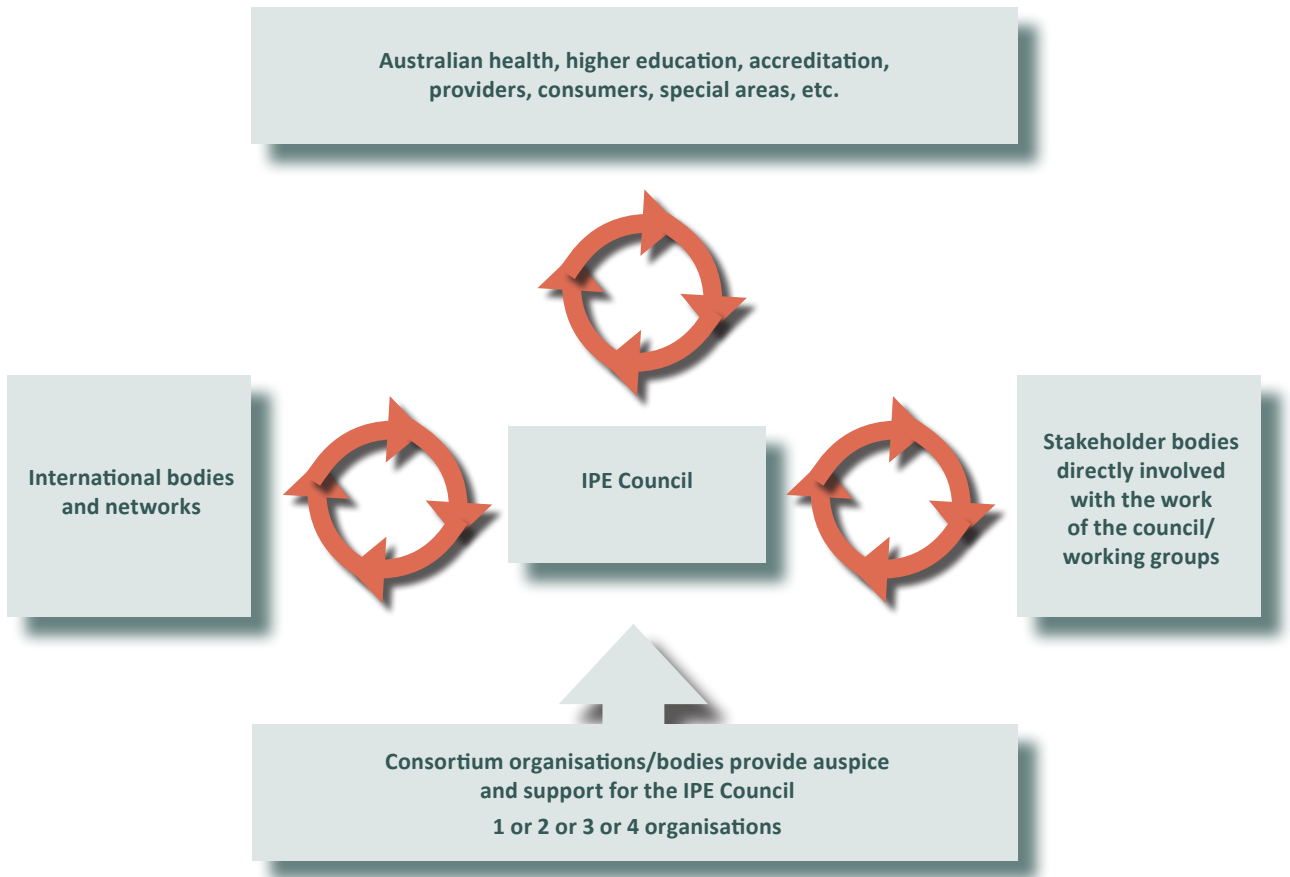 Australian health, higher education, accreditation,
providers, consumers, special areas, etc.
International bodies
and networks
IPE Council
Stakeholder bodies
directly involved
with the work
of the council/
working groups
Consortium organisations/bodies provide auspice
and support for the IPE Council
1 or 2 or 3 or 4 organisations